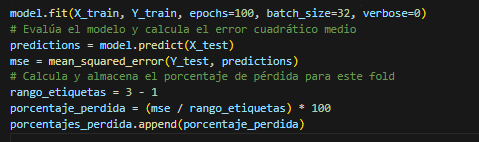 model.fit(X_train, Y_train, epochs=100, batch_size=32, verbose=0)
# Evalúa el modelo y calcula el error cuadrático medio
predictions = model.predict(X_test)
mse = mean_squared_error(Y_test, predictions)
# Calcula y almacena el porcentaje de pérdida para este fold
rango_etiquetas = 3 - 1
porcentaje_perdida = (mse / rango_etiquetas) * 100
porcentajes_perdida.append(porcentaje_perdida)